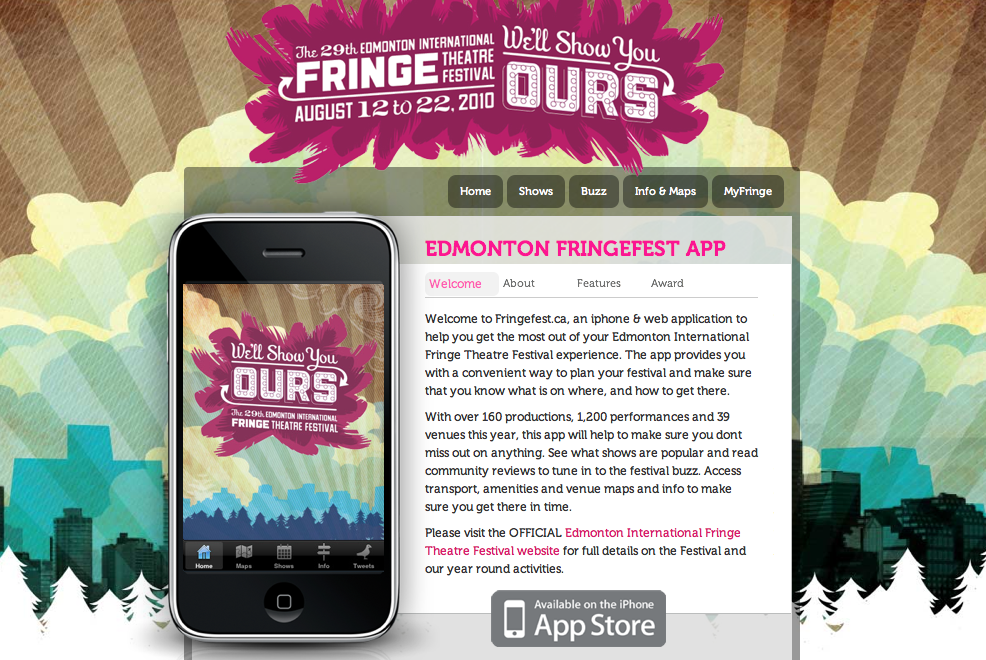 The 29th EDMONTON INTERNATIONAL
FRINGE THEATRE FESTIVAL
AUGUST 12 to 22, 2010
We'll Show You
OURS
Home Shows Buzz Info & Maps MyFringe
EDMONTON FRINGEFEST APP
Welcome About Features Award
Welcome to Fringefest.ca, an iphone & web application to
help you get the most out of your Edmonton International
Fringe Theatre Festival experience. The app provides you
with a convenient way to plan your festival and make sure
that you know what is on where, and how to get there.
With over 160 productions, 1,200 performances and 39
venues this year, this app will help to make sure you dont
miss out on anything. See what shows are popular and read
community reviews to tune in to the festival buzz. Access
transport, amenities and venue maps and info to make
sure you get there in time.
Please visit the OFFICIAL Edmonton International Fringe
Theatre Festival website for full details on the Festival and
our year round activities.
Available on the iPhone
App Store
We'll Show You
OURS
The 29th EDMONTON INTERNATIONAL
FRINGE THEATRE FESTIVAL
Home Maps Shows Info Tweets